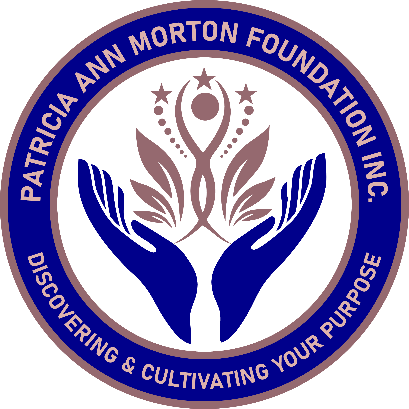 PATRICIA ANN MORTON FOUNDATION INC.
DISCOVERING & CULTIVATING YOUR PURPOSE